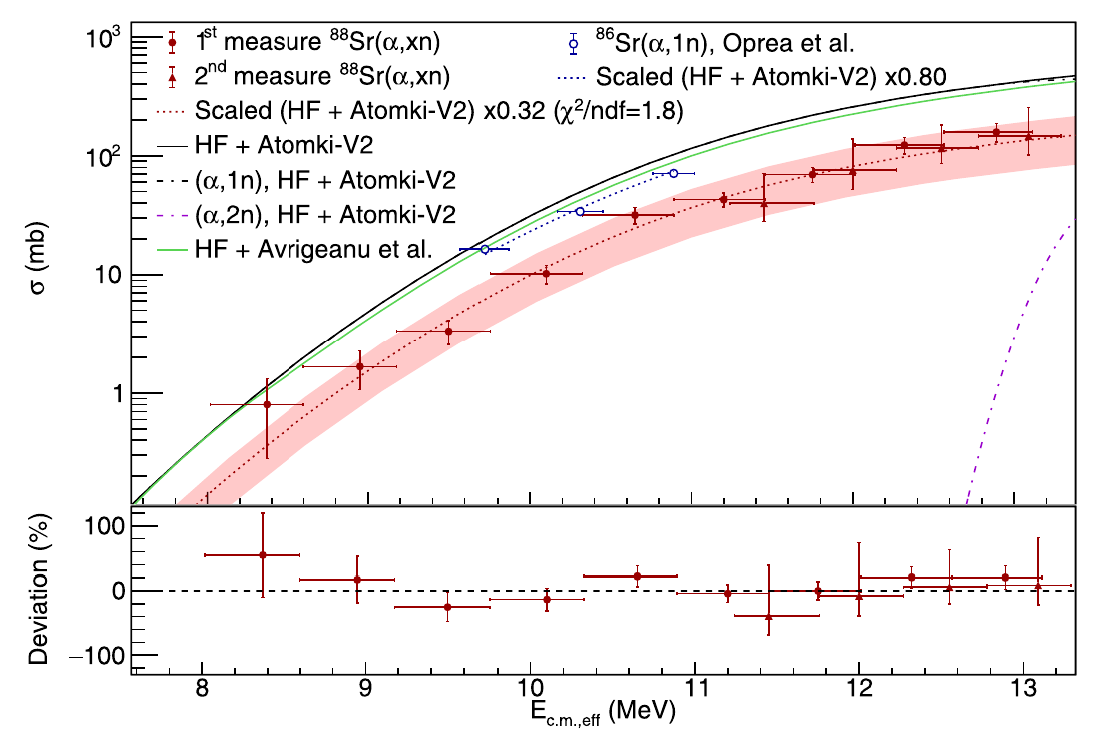 10³
10²
10
1
σ (mb)
1ˢᵗ measure ⁸⁸Sr(α,xn)
2ⁿᵈ measure ⁸⁸Sr(α,xn)
Scaled (HF + Atomki-V2) x0.32 (χ²/ndf=1.8)
HF + Atomki-V2
(α,1n), HF + Atomki-V2
(α,2n), HF + Atomki-V2
HF + Avrigeanu et al.
⁸⁶Sr(α,1n), Oprea et al.
Scaled (HF + Atomki-V2) x0.80
100
0
−100
Deviation (%)
8 9 10 11 12 13
E_c.m.,eff (MeV)